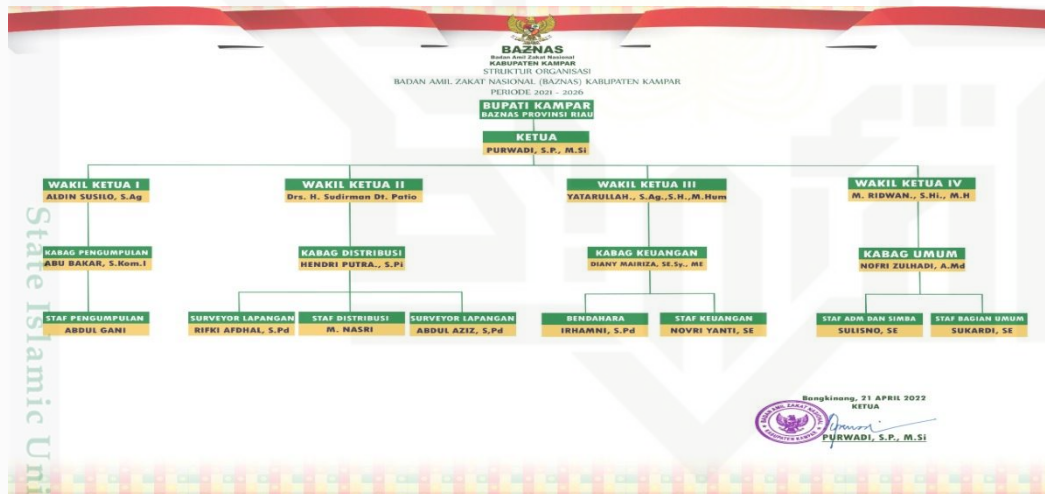 BAZNAS
Badan Amil Zakat Nasional
KABUPATEN KAMPAR
STRUKTUR ORGANISASI
BADAN AMIL ZAKAT NASIONAL (BAZNAS) KABUPATEN KAMPAR
PERIODE 2021 - 2026
BUPATI KAMPAR
BAZNAS PROVINSI RIAU
KETUA
PURWADI, S.P., M.Si
WAKIL KETUA I
ALDIN SUSILO, S.Ag
WAKIL KETUA II
Drs. H. Sudirman Dt. Patio
WAKIL KETUA III
YATARULLAH., S.Ag.,S.H.,M.Hum
WAKIL KETUA IV
M. RIDWAN., S.Hi., M.H
KABAG PENGUMPULAN
ABU BAKAR, S.Kom.I
KABAG DISTRIBUSI
HENDRI PUTRA., S.Pi
KABAG KEUANGAN
DIANY MAIRIZA, SE.Sy., ME
KABAG UMUM
NOFRI ZULHADI, A.Md
STAF PENGUMPULAN
ABDUL GANI
SURVEYOR LAPANGAN
RIFKI AFDHAL, S.Pd
STAF DISTRIBUSI
M. NASRI
SURVEYOR LAPANGAN
ABDUL AZIZ, S,Pd
BENDAHARA
IRHAMNI, S.Pd
STAF KEUANGAN
NOVRI YANTI, SE
STAF ADM DAN SIMBA
SULISNO, SE
STAF BAGIAN UMUM
SUKARDI, SE
Bangkinang, 21 APRIL 2022
KETUA
BADAN AMIL ZAKAT NASIONAL
KABUPATEN KAMPAR
PURWADI, S.P., M.Si
State Islamic Uni